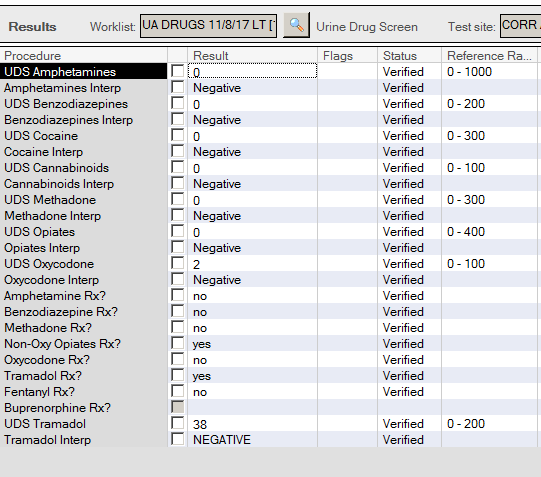 Results Worklist: UA DRUGS 11/8/17 LT [ Urine Drug Screen Test site: CORR
Procedure Result Flags Status Reference Ra...
UDS Amphetamines 0 Verified 0 - 1000
Amphetamines Interp Negative Verified
UDS Benzodiazepines 0 Verified 0 - 200
Benzodiazepines Interp Negative Verified
UDS Cocaine 0 Verified 0 - 300
Cocaine Interp Negative Verified
UDS Cannabinoids 0 Verified 0 - 100
Cannabinoids Interp Negative Verified
UDS Methadone 0 Verified 0 - 300
Methadone Interp Negative Verified
UDS Opiates 0 Verified 0 - 400
Opiates Interp Negative Verified
UDS Oxycodone 2 Verified 0 - 100
Oxycodone Interp Negative Verified
Amphetamine Rx? no Verified
Benzodiazepine Rx? no Verified
Methadone Rx? no Verified
Non-Oxy Opiates Rx? yes Verified
Oxycodone Rx? no Verified
Tramadol Rx? yes Verified
Fentanyl Rx? no Verified
Buprenorphine Rx?
UDS Tramadol 38 Verified 0 - 200
Tramadol Interp NEGATIVE Verified